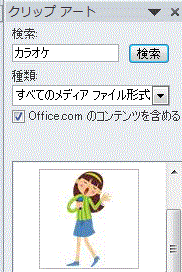 クリップ アート
検索:
カラオケ
検索
種類:
すべてのメディア ファイル形式
Office.com のコンテンツを含める